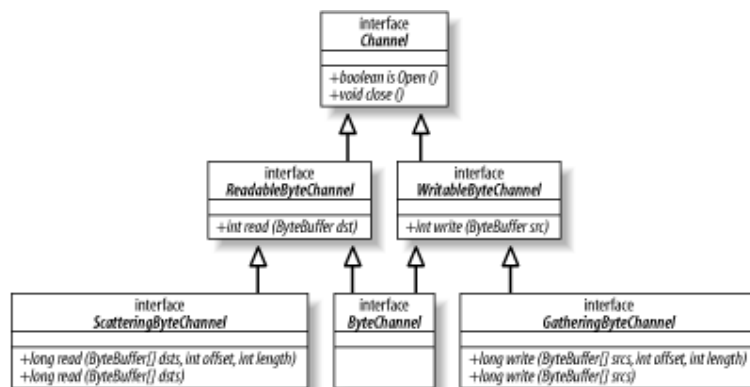 interface
Channel
+boolean is Open ()
+void close ()
interface
ReadableByteChannel
+int read (ByteBuffer dst)
interface
WritableByteChannel
+int write (ByteBuffer src)
interface
ScatteringByteChannel
+long read (ByteBuffer[] dsts, int offset, int length)
+long read (ByteBuffer[] dsts)
interface
ByteChannel
interface
GatheringByteChannel
+long write (ByteBuffer[] srcs, int offset, int length)
+long write (ByteBuffer[] srcs)